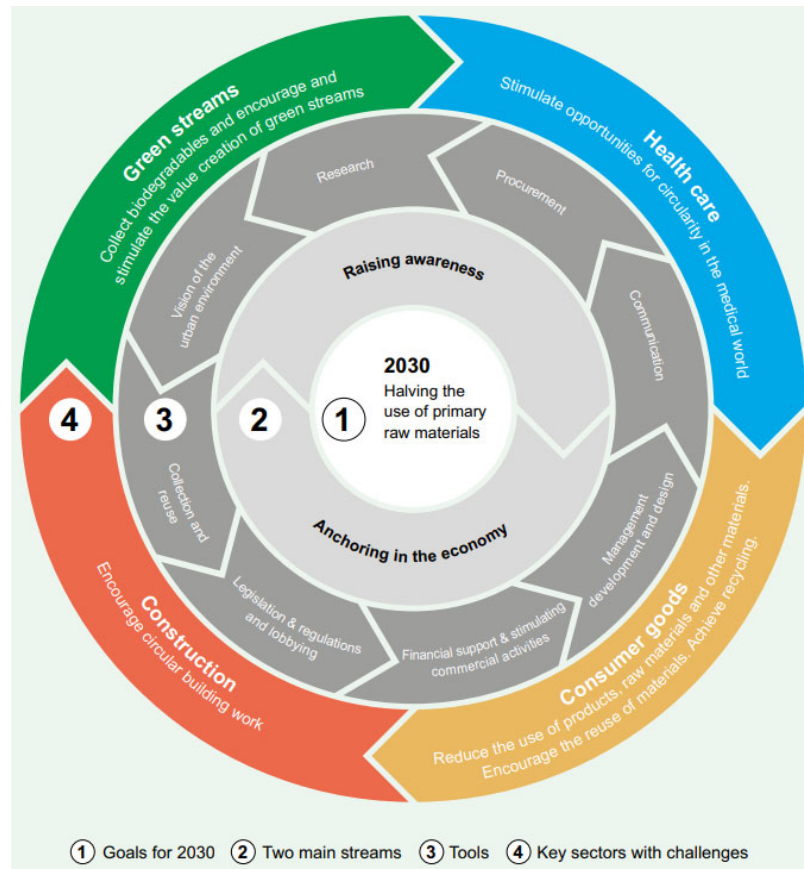 Green streams
Collect biodegradables and encourage and
stimulate the value creation of green streams
Health care
Stimulate opportunities for circularity in the medical world
Research
Procurement
Vision of the
urban environment
Communication
Raising awareness
2030
Halving the
use of primary
raw materials
4
3
2
1
Collection and
reuse
Anchoring in the economy
Management
development and design
Legislation & regulations
and lobbying
Financial support & stimulating
commercial activities
Construction
Encourage circular building work
Consumer goods
Reduce the use of products, raw materials and other materials.
Encourage the reuse of materials. Achieve recycling.
1 Goals for 2030 2 Two main streams 3 Tools 4 Key sectors with challenges